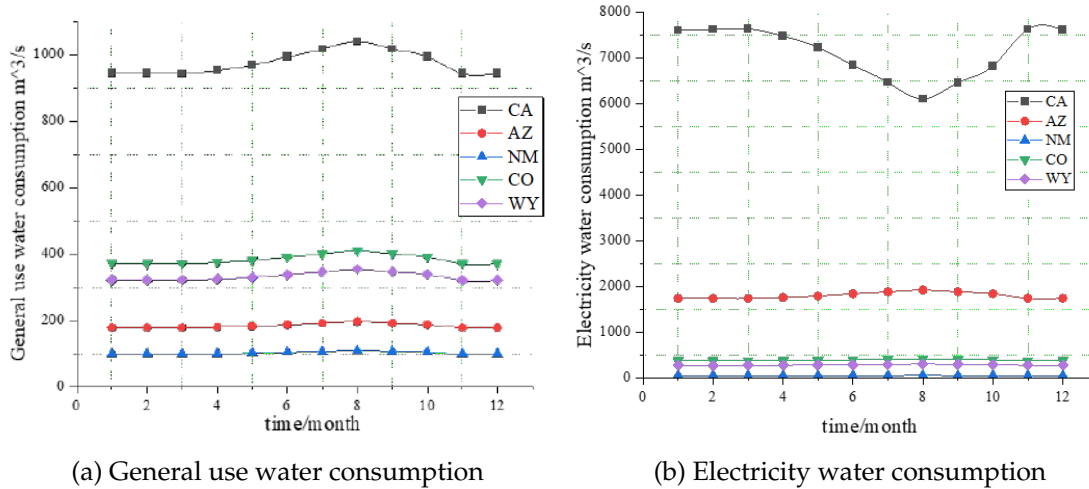 General use water consumption m^3/s
1000
800
600
400
200
0
0
2
4
6
8
10
12
time/month
CA
AZ
NM
CO
WY
(a) General use water consumption
Electricity water consumption m^3/s
8000
7000
6000
5000
4000
3000
2000
1000
0
0
2
4
6
8
10
12
time/month
CA
AZ
NM
CO
WY
(b) Electricity water consumption